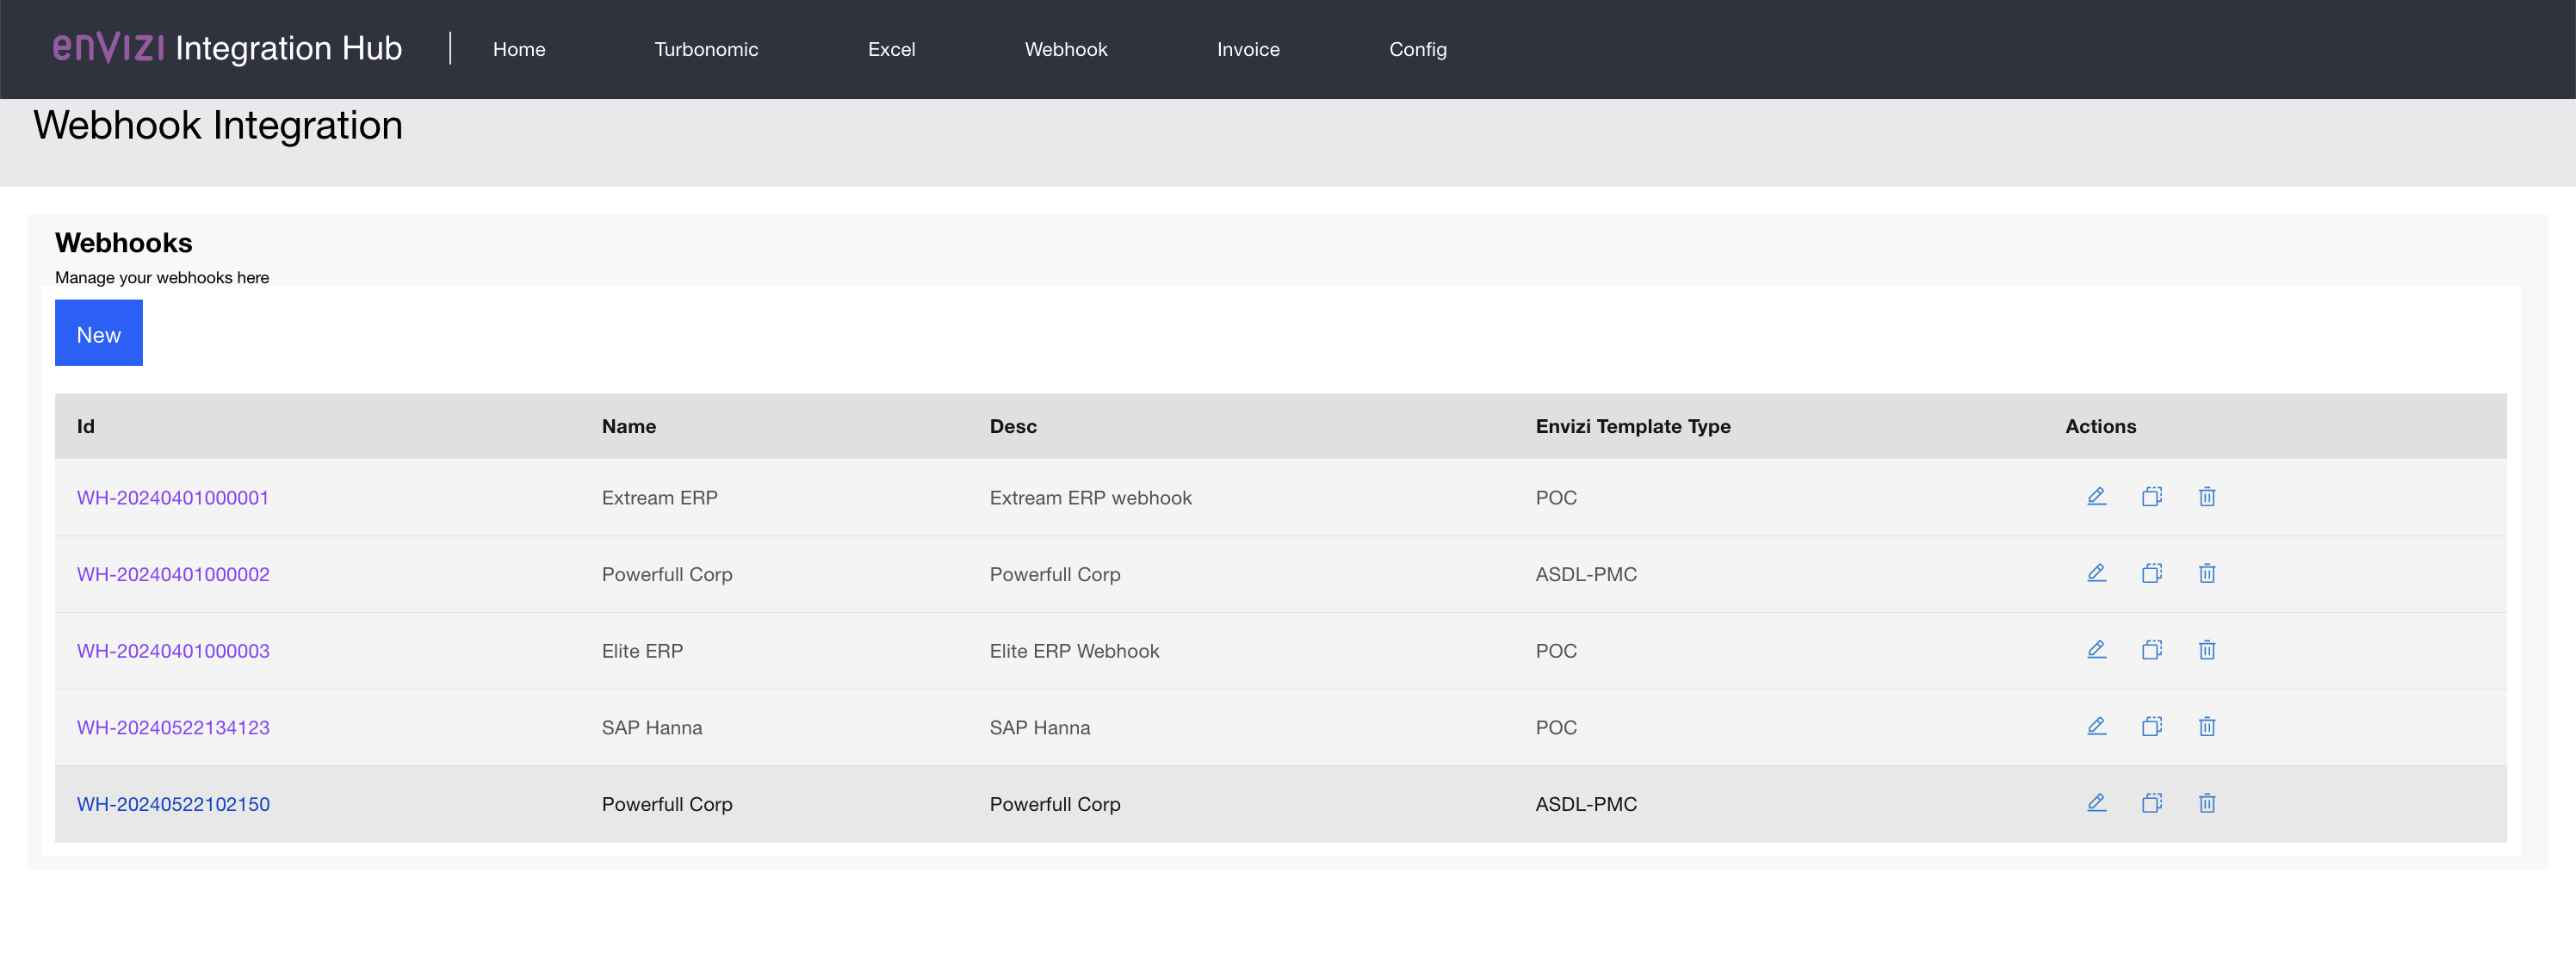 enVizi Integration Hub Home Turbonomic Excel Webhook Invoice Config
Webhook Integration
Webhooks
Manage your webhooks here
New
Id Name Desc Envizi Template Type Actions
WH-20240401000001 Extream ERP Extream ERP webhook POC
WH-20240401000002 Powerfull Corp Powerfull Corp ASDL-PMC
WH-20240401000003 Elite ERP Elite ERP Webhook POC
WH-20240522134123 SAP Hanna SAP Hanna POC
WH-20240522102150 Powerfull Corp Powerfull Corp ASDL-PMC